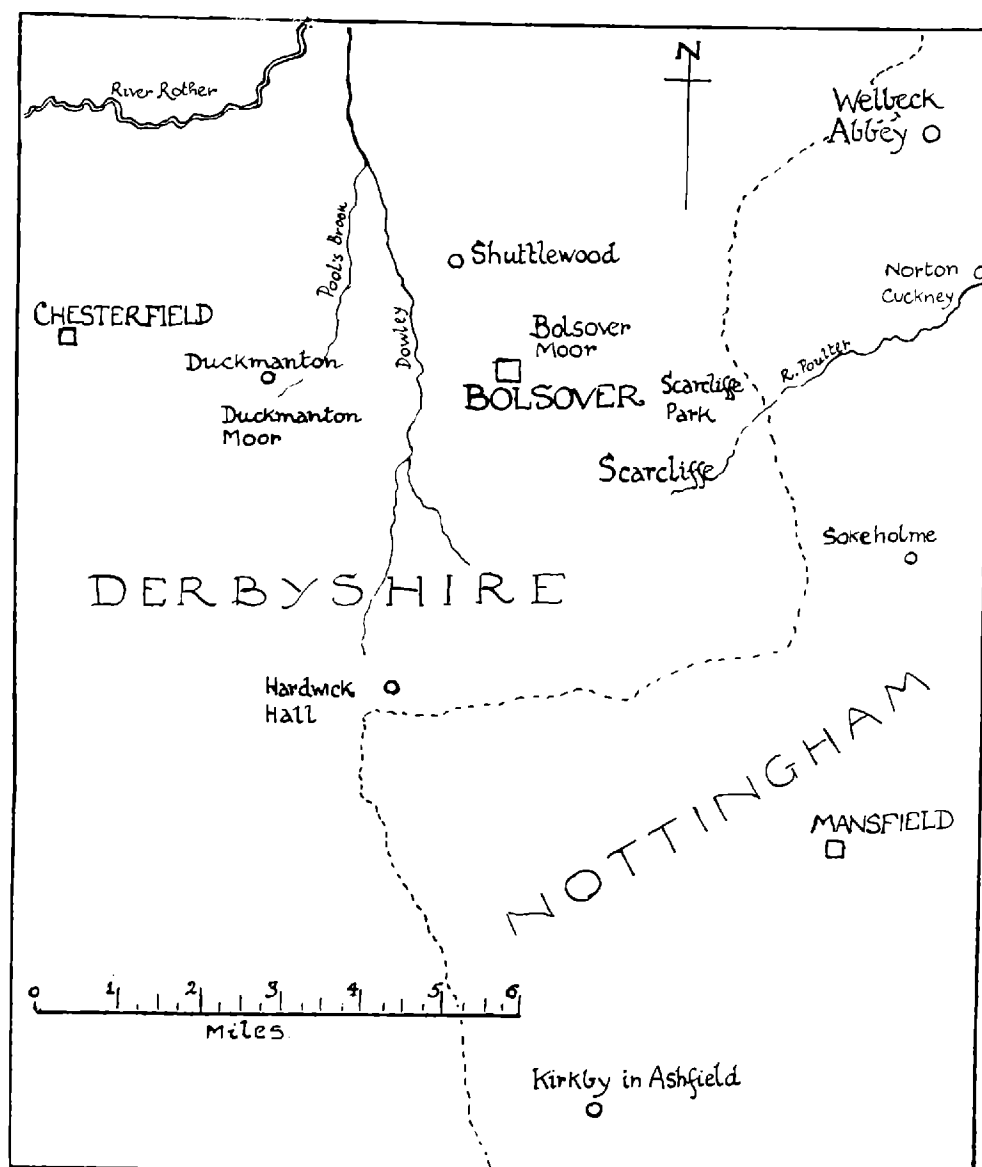 River Rother
N
Welbeck
Abbey
Pool's Brook
Shuttlewood
Norton
Cuckney
CHESTERFIELD
Dowley
Bolsover
Moor
R. Poulter
Duckmanton
BOLSOVER
Scarcliffe
Park
Duckmanton
Moor
Scarcliffe
Sokeholme
DERBYSHIRE
Hardwick
Hall
NOTTINGHAM
MANSFIELD
0 1 2 3 4 5 6
Miles.
Kirkby in Ashfield